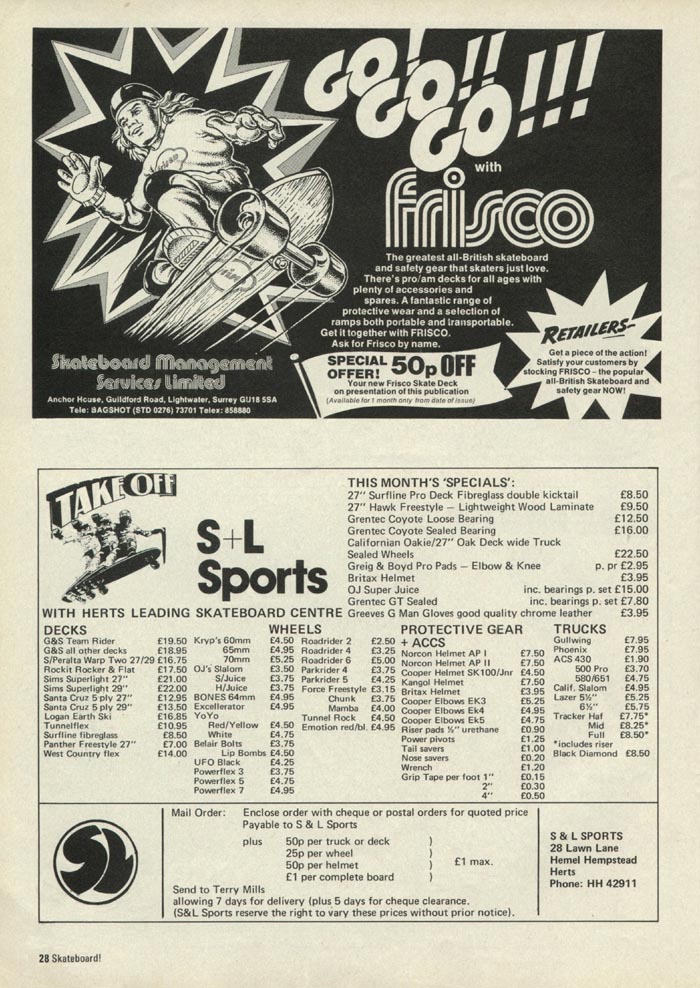 GO!
GO!!
GO!!!
with
frisco
The greatest all-British skateboard
and safety gear that skaters just love.
There's pro/am decks for all ages with
plenty of accessories and
spares. A fantastic range of
protective wear and a selection of
ramps both portable and transportable.
Get it together with FRISCO.
Ask for Frisco by name.
Skateboard Management
Services Limited
Anchor House, Guildford Road, Lightwater, Surrey GU18 5SA
Tele: BAGSHOT (STD 0276) 73701 Telex: 858880
SPECIAL OFFER! 50p OFF
Your new Frisco Skate Deck
on presentation of this publication
(Available for 1 month only from date of issue)
RETAILERS-
Get a piece of the action!
Satisfy your customers by
stocking FRISCO – the popular
all-British Skateboard and
safety gear NOW!
TAKE OFF
S+L
Sports
WITH HERTS LEADING SKATEBOARD CENTRE
THIS MONTH'S 'SPECIALS':
27" Surfline Pro Deck Fibreglass double kicktail £8.50
27" Hawk Freestyle – Lightweight Wood Laminate £9.50
Grentec Coyote Loose Bearing £12.50
Grentec Coyote Sealed Bearing £16.00
Californian Oakie/27" Oak Deck wide Truck
Sealed Wheels £22.50
Greig & Boyd Pro Pads – Elbow & Knee p. pr £2.95
Britax Helmet £3.95
OJ Super Juice inc. bearings p. set £15.00
Grentec GT Sealed inc. bearings p. set £7.80
Greeves G Man Gloves good quality chrome leather £3.95
DECKS
G&S Team Rider £19.50
G&S all other decks £18.95
S/Peralta Warp Two 27/29 £16.75
Rockit Rocker & Flat £17.50
Sims Superlight 27" £21.00
Sims Superlight 29" £22.00
Santa Cruz 5 ply 27" £12.95
Santa Cruz 5 ply 29" £13.50
Logan Earth Ski £16.85
Tunnelflex £10.95
Surfline fibreglass £8.50
Panther Freestyle 27" £7.00
West Country flex £14.00
WHEELS
Kryp's 60mm £4.50
65mm £4.95
70mm £5.25
OJ's Slalom £3.50
S/Juice £3.75
H/Juice £3.75
BONES 64mm £4.95
Excellerator £4.95
YoYo
Red/Yellow £4.50
White £4.75
Belair Bolts £3.75
Lip Bombs £4.50
UFO Black £4.25
Powerflex 3 £3.75
Powerflex 5 £4.75
Powerflex 7 £4.95
Roadrider 2 £2.50
Roadrider 4 £3.25
Roadrider 6 £5.00
Parkrider 4 £3.75
Parkrider 5 £4.25
Force Freestyle £3.15
Chunk £3.75
Mamba £4.00
Tunnel Rock £4.50
Emotion red/bl. £4.95
PROTECTIVE GEAR
+ ACCS
Norcon Helmet AP I £7.50
Norcon Helmet AP II £7.50
Cooper Helmet SK100/Jnr £4.50
Kangol Helmet £7.50
Britax Helmet £3.95
Cooper Elbows EK3 £5.25
Cooper Elbows Ek4 £4.95
Cooper Elbows Ek5 £4.75
Riser pads ½" urethane £0.90
Power pivots £1.25
Tail savers £1.00
Nose savers £0.20
Wrench £1.20
Grip Tape per foot 1" £0.15
2" £0.30
4" £0.50
TRUCKS
Gullwing £7.95
Phoenix £7.95
ACS 430 £1.90
500 Pro £3.70
580/651 £4.75
Calif. Slalom £4.95
Lazer 5½" £5.25
6½" £5.75
Tracker Haf £7.75*
Mid £8.25*
Full £8.50*
*includes riser
Black Diamond £8.50
Mail Order: Enclose order with cheque or postal orders for quoted price
Payable to S & L Sports
plus 50p per truck or deck )
25p per wheel )
50p per helmet ) £1 max.
£1 per complete board )
Send to Terry Mills
allowing 7 days for delivery (plus 5 days for cheque clearance.
(S&L Sports reserve the right to vary these prices without prior notice).
S & L SPORTS
28 Lawn Lane
Hemel Hempstead
Herts
Phone: HH 42911
28 Skateboard!